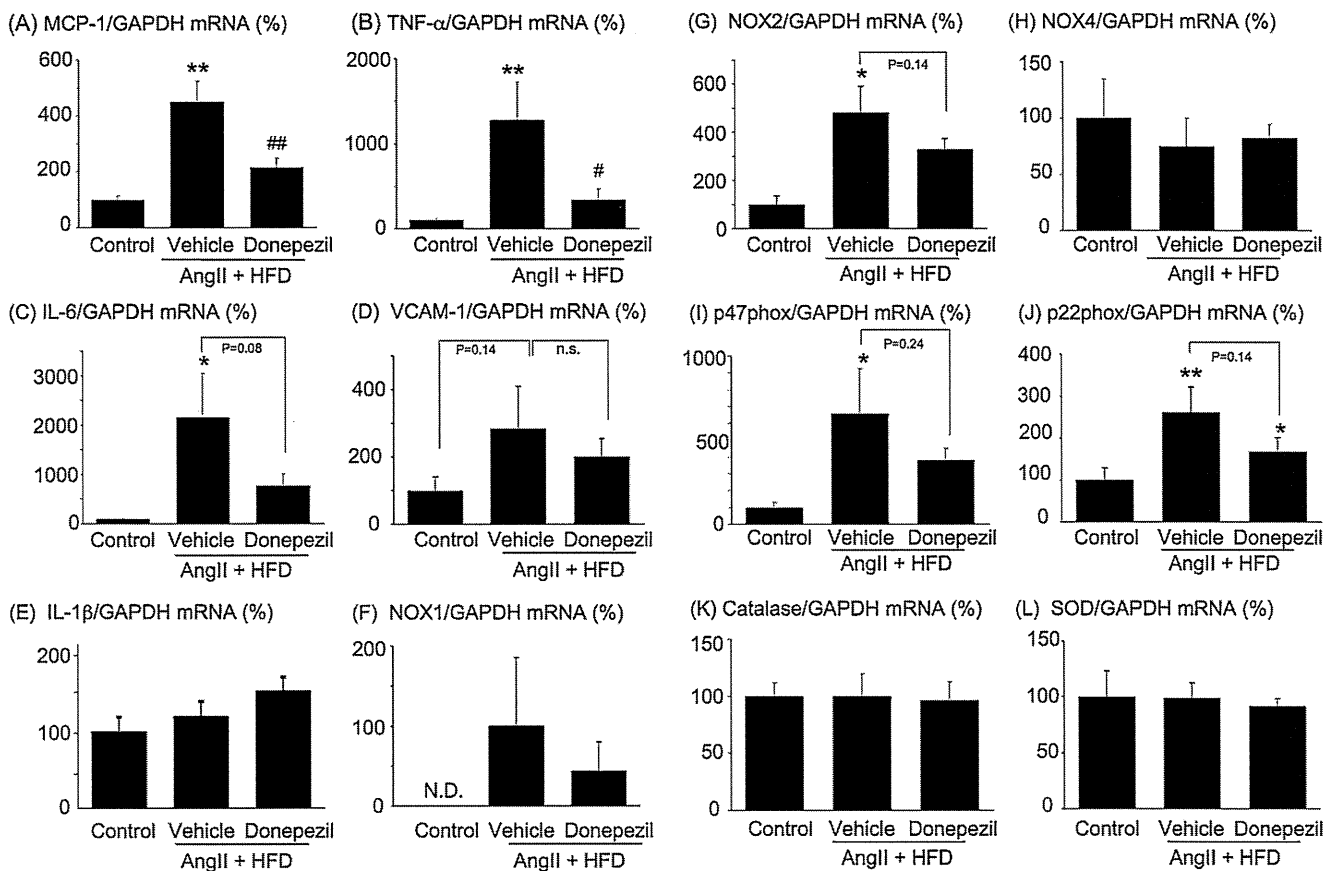 (A) MCP-1/GAPDH mRNA (%)
600
400
200
0
**
##
Control Vehicle Donepezil
AngII + HFD
(B) TNF-α/GAPDH mRNA (%)
2000
1000
0
**
#
Control Vehicle Donepezil
AngII + HFD
(G) NOX2/GAPDH mRNA (%)
600
400
200
0
*
P=0.14
Control Vehicle Donepezil
AngII + HFD
(H) NOX4/GAPDH mRNA (%)
150
100
50
0
Control Vehicle Donepezil
AngII + HFD
(C) IL-6/GAPDH mRNA (%)
3000
2000
1000
0
*
P=0.08
Control Vehicle Donepezil
AngII + HFD
(D) VCAM-1/GAPDH mRNA (%)
400
200
0
P=0.14
n.s.
Control Vehicle Donepezil
AngII + HFD
(I) p47phox/GAPDH mRNA (%)
1000
500
0
*
P=0.24
Control Vehicle Donepezil
AngII + HFD
(J) p22phox/GAPDH mRNA (%)
400
300
200
100
0
**
P=0.14
*
Control Vehicle Donepezil
AngII + HFD
(E) IL-1β/GAPDH mRNA (%)
200
100
0
Control Vehicle Donepezil
AngII + HFD
(F) NOX1/GAPDH mRNA (%)
200
100
0
N.D.
Control Vehicle Donepezil
AngII + HFD
(K) Catalase/GAPDH mRNA (%)
150
100
50
0
Control Vehicle Donepezil
AngII + HFD
(L) SOD/GAPDH mRNA (%)
150
100
50
0
Control Vehicle Donepezil
AngII + HFD